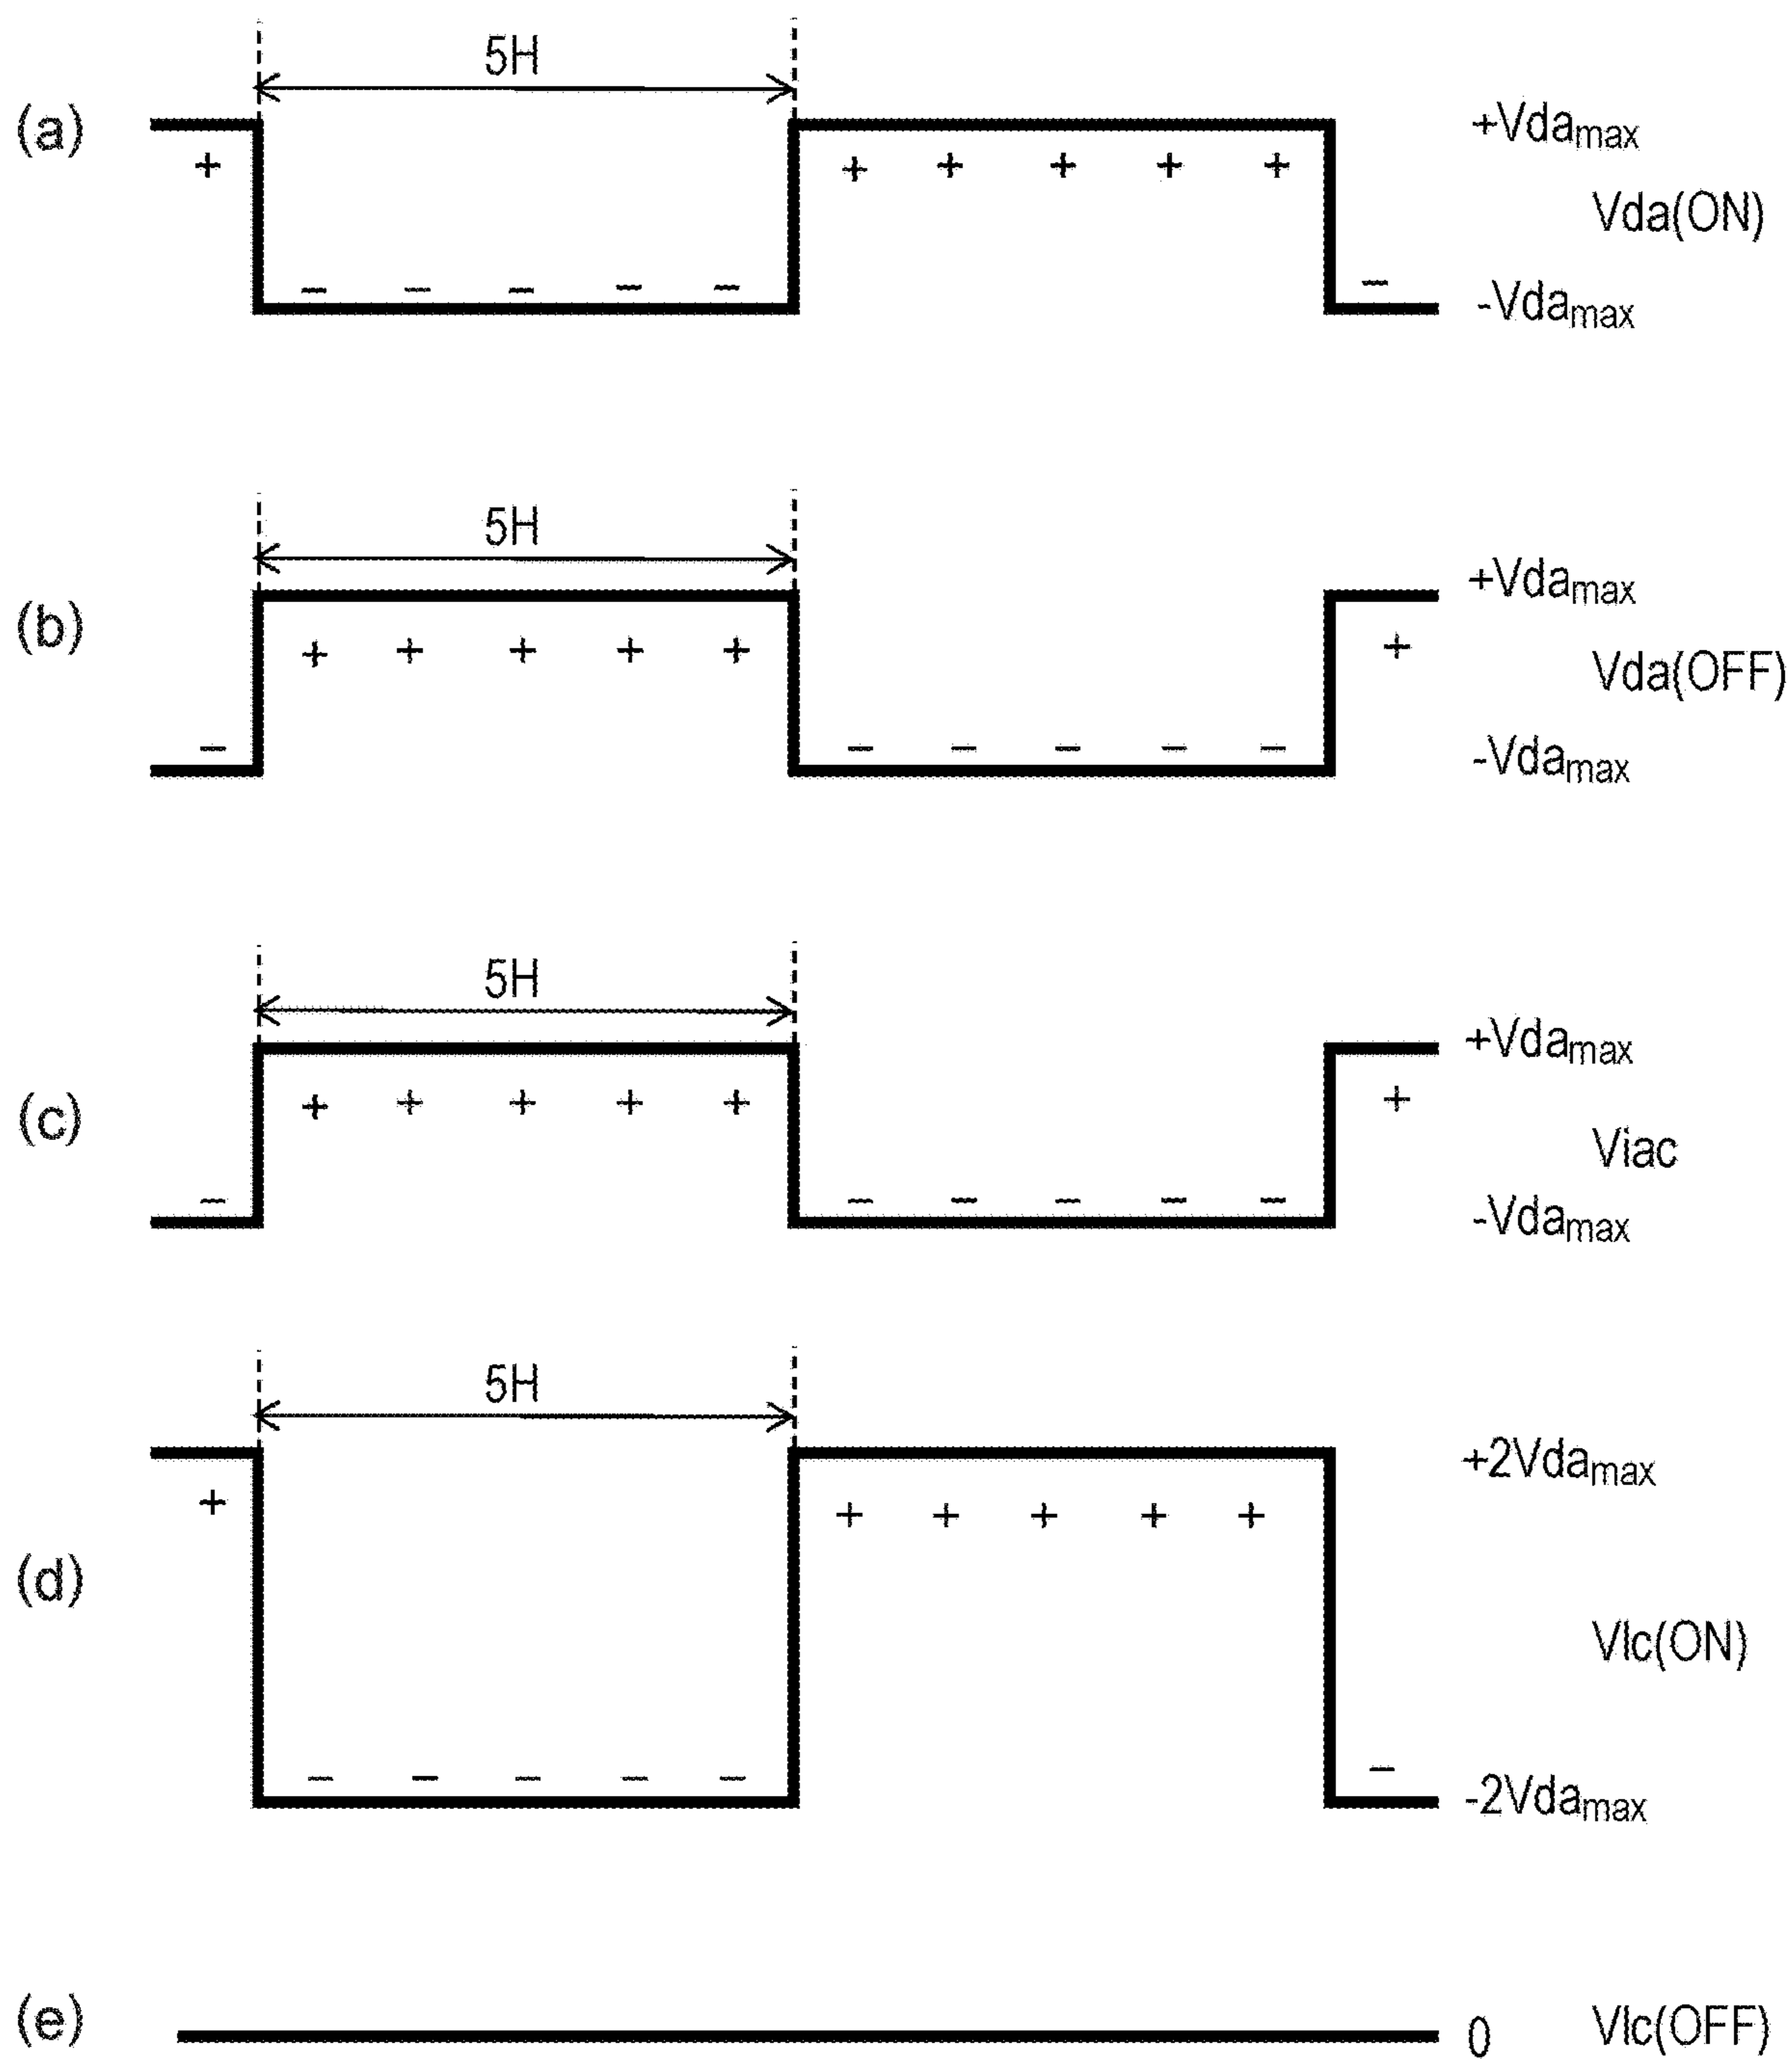 (a)
5H
+Vdamax
+ + + + + +
Vda(ON)
− − − − − −
-Vdamax
(b)
5H
+Vdamax
+ + + + + +
Vda(OFF)
− − − − − −
-Vdamax
(c)
5H
+Vdamax
+ + + + + +
Viac
− − − − − −
-Vdamax
(d)
5H
+2Vdamax
+ + + + + +
Vlc(ON)
− − − − − −
-2Vdamax
(e)
0
Vlc(OFF)